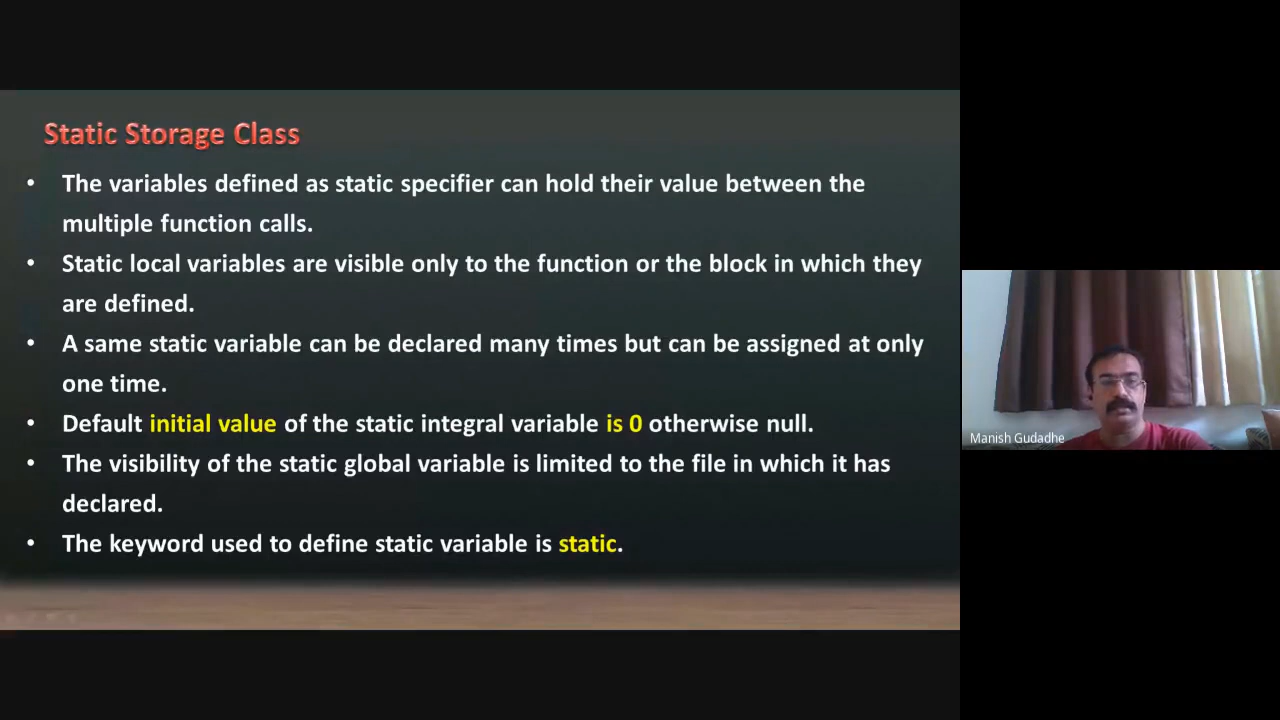 Static Storage Class
• The variables defined as static specifier can hold their value between the
multiple function calls.
• Static local variables are visible only to the function or the block in which they
are defined.
• A same static variable can be declared many times but can be assigned at only
one time.
• Default initial value of the static integral variable is 0 otherwise null.
• The visibility of the static global variable is limited to the file in which it has
declared.
• The keyword used to define static variable is static.
Manish Gudadhe